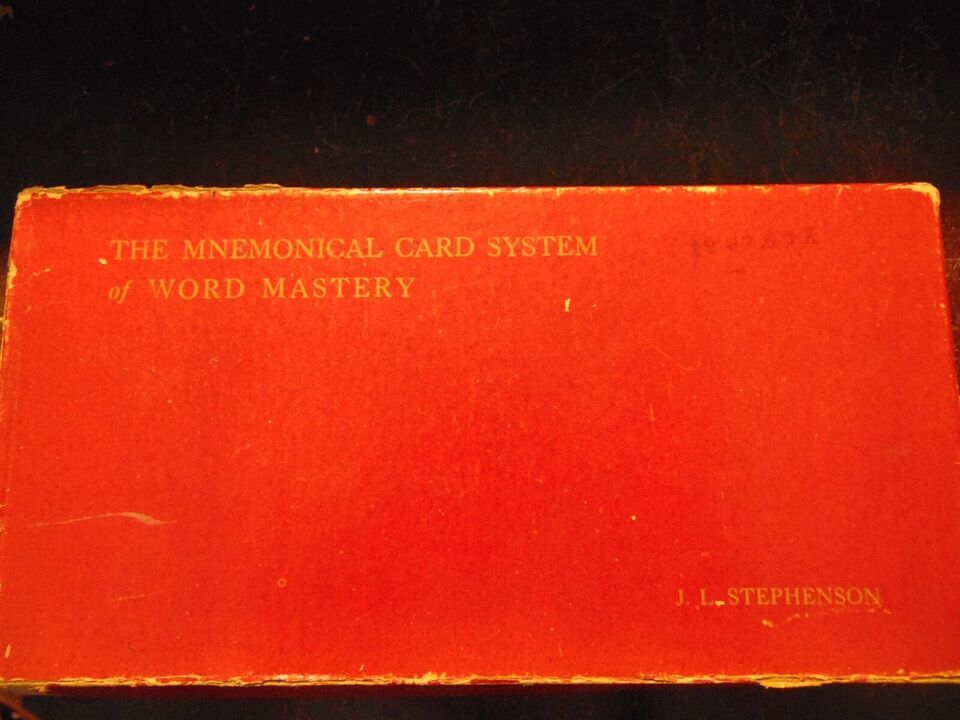 THE MNEMONICAL CARD SYSTEM
of WORD MASTERY
J. L. STEPHENSON